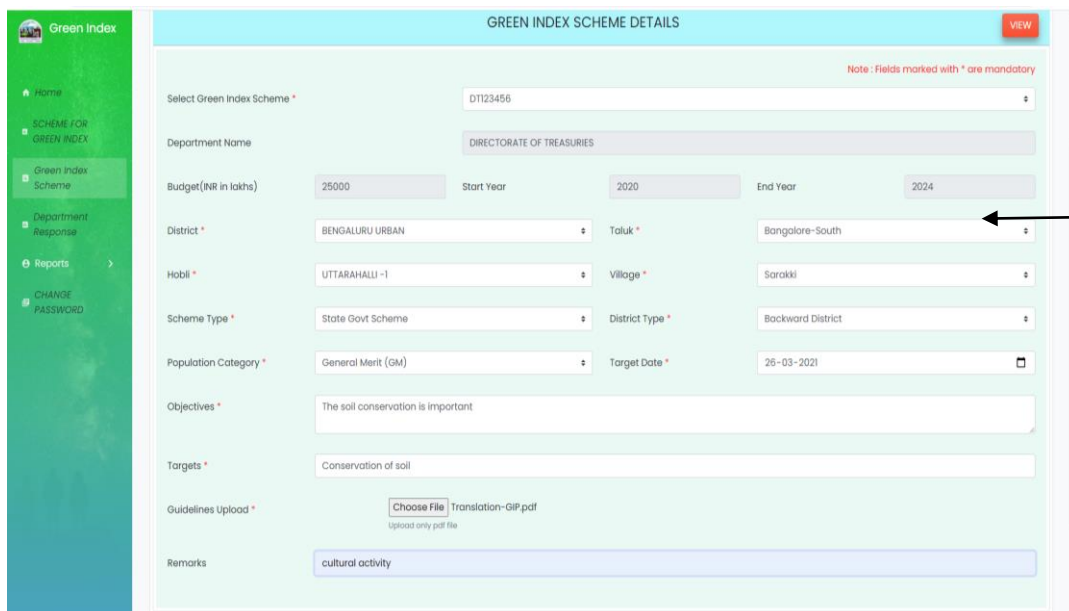 Green Index
Home
SCHEME FOR
GREEN INDEX
Green Index
Scheme
Department
Response
Reports >
CHANGE
PASSWORD
GREEN INDEX SCHEME DETAILS VIEW
Note : Fields marked with * are mandatory
Select Green Index Scheme * DT123456
Department Name DIRECTORATE OF TREASURIES
Budget(INR in lakhs) 25000 Start Year 2020 End Year 2024
District * BENGALURU URBAN Taluk * Bangalore-South
Hobli * UTTARAHALLI -1 Village * Sarakki
Scheme Type * State Govt Scheme District Type * Backward District
Population Category * General Merit (GM) Target Date * 26-03-2021
Objectives * The soil conservation is important
Targets * Conservation of soil
Guidelines Upload * Choose File Translation-GIP.pdf
Upload only pdf file
Remarks cultural activity